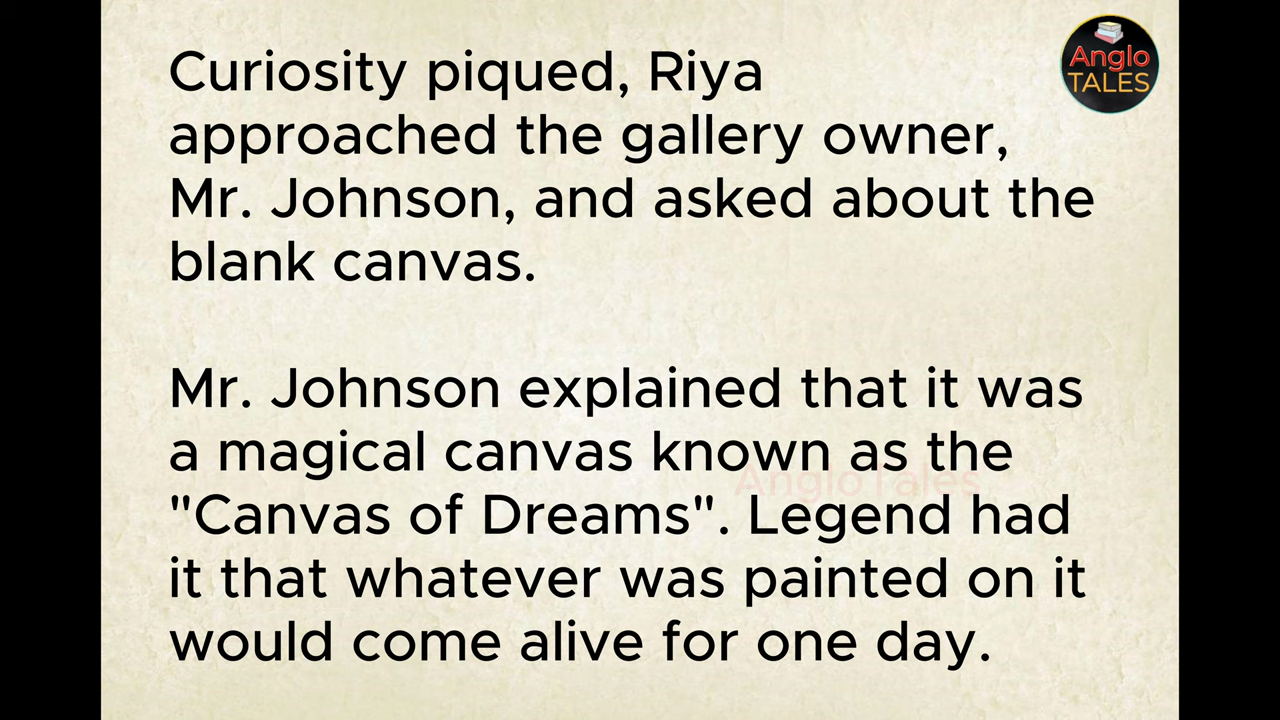 Curiosity piqued, Riya
approached the gallery owner,
Mr. Johnson, and asked about the
blank canvas.
Mr. Johnson explained that it was
a magical canvas known as the
"Canvas of Dreams". Legend had
it that whatever was painted on it
would come alive for one day.
Anglo
TALES
Anglo Tales